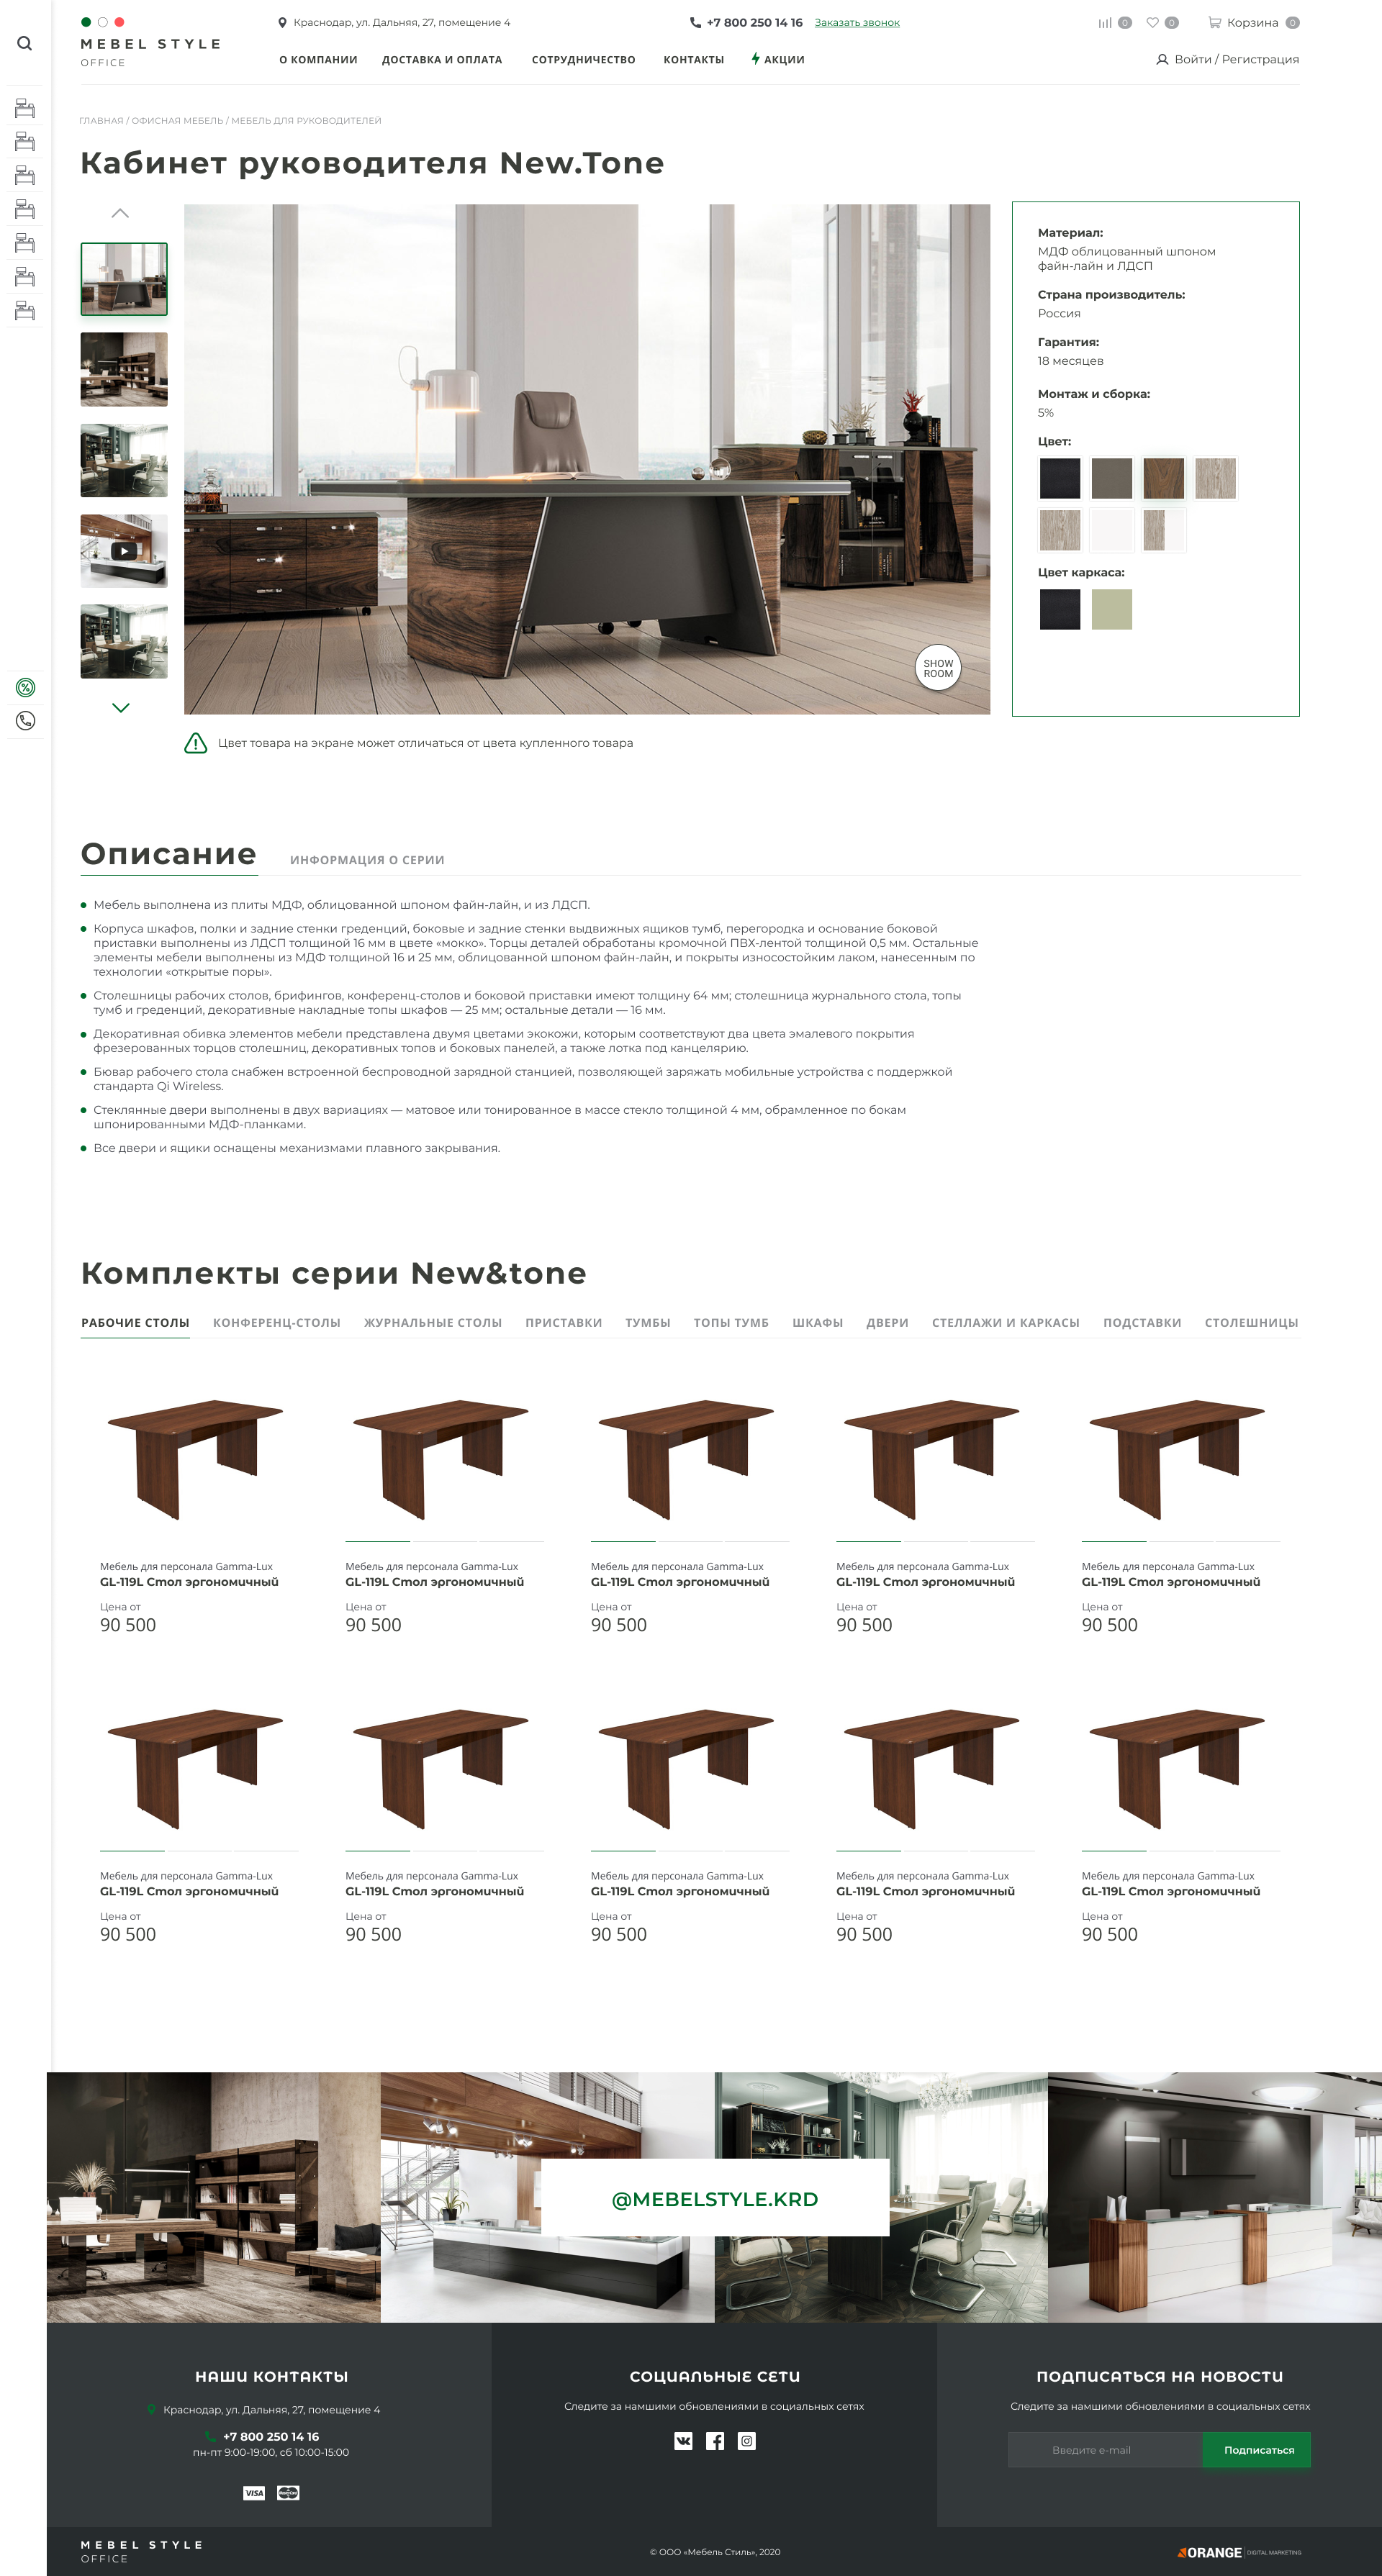 Краснодар, ул. Дальняя, 27, помещение 4
+7 800 250 14 16
Заказать звонок
0
0
Корзина 0
MEBEL STYLE
OFFICE
О КОМПАНИИ
ДОСТАВКА И ОПЛАТА
СОТРУДНИЧЕСТВО
КОНТАКТЫ
АКЦИИ
Войти / Регистрация
ГЛАВНАЯ / ОФИСНАЯ МЕБЕЛЬ / МЕБЕЛЬ ДЛЯ РУКОВОДИТЕЛЕЙ
Кабинет руководителя New.Tone
SHOW
ROOM
Материал:
МДФ облицованный шпоном
файн-лайн и ЛДСП
Страна производитель:
Россия
Гарантия:
18 месяцев
Монтаж и сборка:
5%
Цвет:
Цвет каркаса:
Цвет товара на экране может отличаться от цвета купленного товара
Описание
ИНФОРМАЦИЯ О СЕРИИ
Мебель выполнена из плиты МДФ, облицованной шпоном файн-лайн, и из ЛДСП.
Корпуса шкафов, полки и задние стенки греденций, боковые и задние стенки выдвижных ящиков тумб, перегородка и основание боковой
приставки выполнены из ЛДСП толщиной 16 мм в цвете «мокко». Торцы деталей обработаны кромочной ПВХ-лентой толщиной 0,5 мм. Остальные
элементы мебели выполнены из МДФ толщиной 16 и 25 мм, облицованной шпоном файн-лайн, и покрыты износостойким лаком, нанесенным по
технологии «открытые поры».
Столешницы рабочих столов, брифингов, конференц-столов и боковой приставки имеют толщину 64 мм; столешница журнального стола, топы
тумб и греденций, декоративные накладные топы шкафов — 25 мм; остальные детали — 16 мм.
Декоративная обивка элементов мебели представлена двумя цветами экокожи, которым соответствуют два цвета эмалевого покрытия
фрезерованных торцов столешниц, декоративных топов и боковых панелей, а также лотка под канцелярию.
Бювар рабочего стола снабжен встроенной беспроводной зарядной станцией, позволяющей заряжать мобильные устройства с поддержкой
стандарта Qi Wireless.
Стеклянные двери выполнены в двух вариациях — матовое или тонированное в массе стекло толщиной 4 мм, обрамленное по бокам
шпонированными МДФ-планками.
Все двери и ящики оснащены механизмами плавного закрывания.
Комплекты серии New&tone
РАБОЧИЕ СТОЛЫ
КОНФЕРЕНЦ-СТОЛЫ
ЖУРНАЛЬНЫЕ СТОЛЫ
ПРИСТАВКИ
ТУМБЫ
ТОПЫ ТУМБ
ШКАФЫ
ДВЕРИ
СТЕЛЛАЖИ И КАРКАСЫ
ПОДСТАВКИ
СТОЛЕШНИЦЫ
Мебель для персонала Gamma-Lux
GL-119L Стол эргономичный
Цена от
90 500
Мебель для персонала Gamma-Lux
GL-119L Стол эргономичный
Цена от
90 500
Мебель для персонала Gamma-Lux
GL-119L Стол эргономичный
Цена от
90 500
Мебель для персонала Gamma-Lux
GL-119L Стол эргономичный
Цена от
90 500
Мебель для персонала Gamma-Lux
GL-119L Стол эргономичный
Цена от
90 500
Мебель для персонала Gamma-Lux
GL-119L Стол эргономичный
Цена от
90 500
Мебель для персонала Gamma-Lux
GL-119L Стол эргономичный
Цена от
90 500
Мебель для персонала Gamma-Lux
GL-119L Стол эргономичный
Цена от
90 500
Мебель для персонала Gamma-Lux
GL-119L Стол эргономичный
Цена от
90 500
Мебель для персонала Gamma-Lux
GL-119L Стол эргономичный
Цена от
90 500
@MEBELSTYLE.KRD
НАШИ КОНТАКТЫ
Краснодар, ул. Дальняя, 27, помещение 4
+7 800 250 14 16
пн-пт 9:00-19:00, сб 10:00-15:00
VISA
MasterCard
СОЦИАЛЬНЫЕ СЕТИ
Следите за намшими обновлениями в социальных сетях
ПОДПИСАТЬСЯ НА НОВОСТИ
Следите за намшими обновлениями в социальных сетях
Введите e-mail
Подписаться
MEBEL STYLE
OFFICE
© ООО «Мебель Стиль», 2020
ORANGE DIGITAL MARKETING